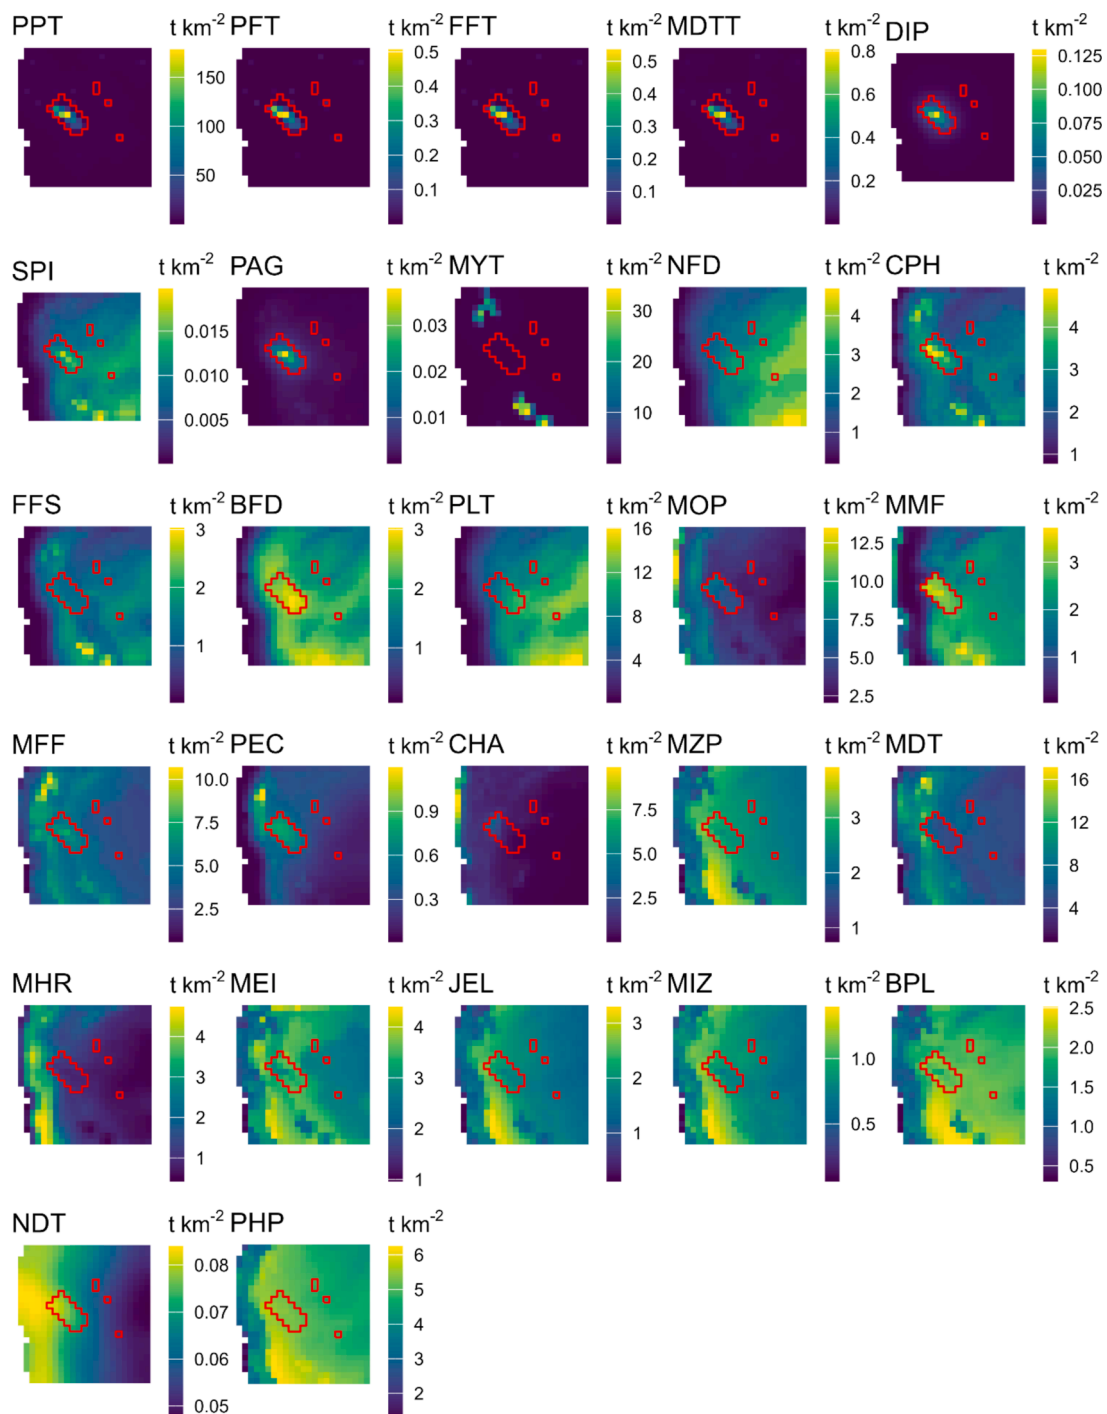 PPT t km-2 PFT t km-2 FFT t km-2 MDTT t km-2 DIP t km-2
150 100 50
0.5 0.4 0.3 0.2 0.1
0.5 0.4 0.3 0.2 0.1
0.8 0.6 0.4 0.2
0.125 0.100 0.075 0.050 0.025
SPI t km-2 PAG t km-2 MYT t km-2 NFD t km-2 CPH t km-2
0.015 0.010 0.005
0.03 0.02 0.01
30 20 10
4 3 2 1
4 3 2 1
FFS t km-2 BFD t km-2 PLT t km-2 MOP t km-2 MMF t km-2
3 2 1
3 2 1
16 12 8 4
12.5 10.0 7.5 5.0 2.5
3 2 1
MFF t km-2 PEC t km-2 CHA t km-2 MZP t km-2 MDT t km-2
10.0 7.5 5.0 2.5
0.9 0.6 0.3
7.5 5.0 2.5
3 2 1
16 12 8 4
MHR t km-2 MEI t km-2 JEL t km-2 MIZ t km-2 BPL t km-2
4 3 2 1
4 3 2 1
3 2 1
1.0 0.5
2.5 2.0 1.5 1.0 0.5
NDT t km-2 PHP t km-2
0.08 0.07 0.06 0.05
6 5 4 3 2